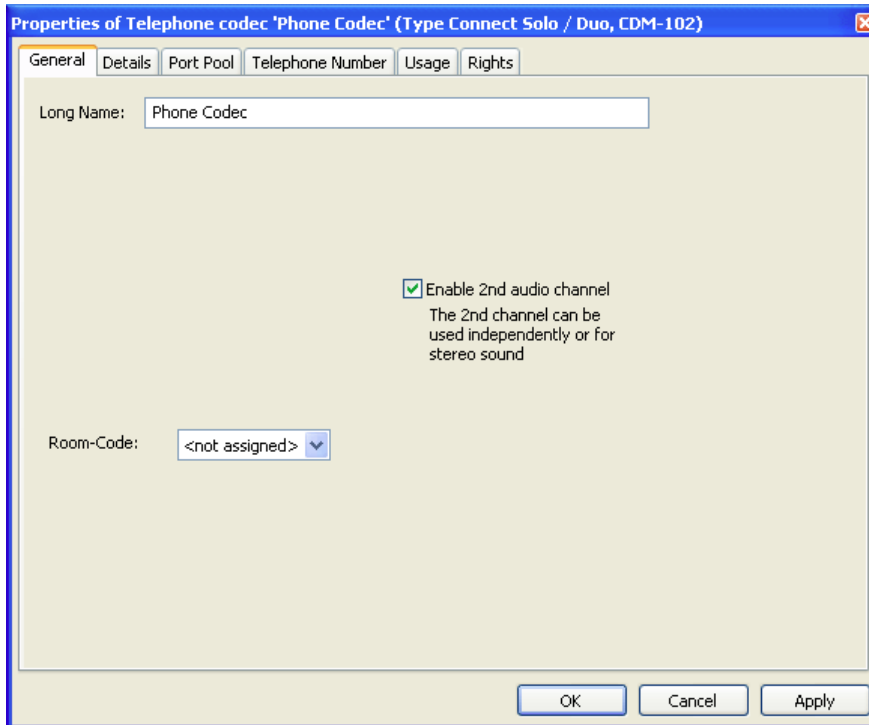 Properties of Telephone codec 'Phone Codec' (Type Connect Solo / Duo, CDM-102)
General Details Port Pool Telephone Number Usage Rights
Long Name: Phone Codec
Enable 2nd audio channel
The 2nd channel can be
used independently or for
stereo sound
Room-Code: <not assigned>
OK Cancel Apply